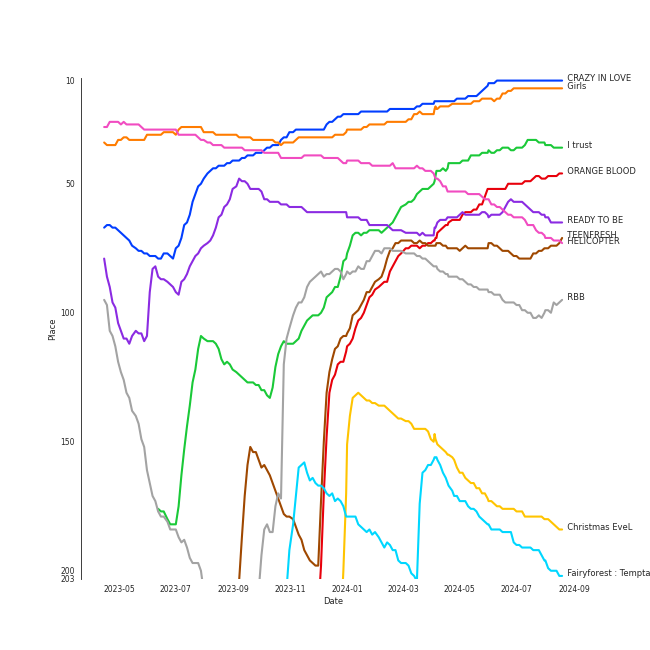 10
50
100
150
200
203
Place
2023-05
2023-07
2023-09
2023-11
2024-01
2024-03
2024-05
2024-07
2024-09
Date
CRAZY IN LOVE
Girls
I trust
ORANGE BLOOD
READY TO BE
TEENFRESH
HELICOPTER
RBB
Christmas EveL
Fairyforest : Tempta